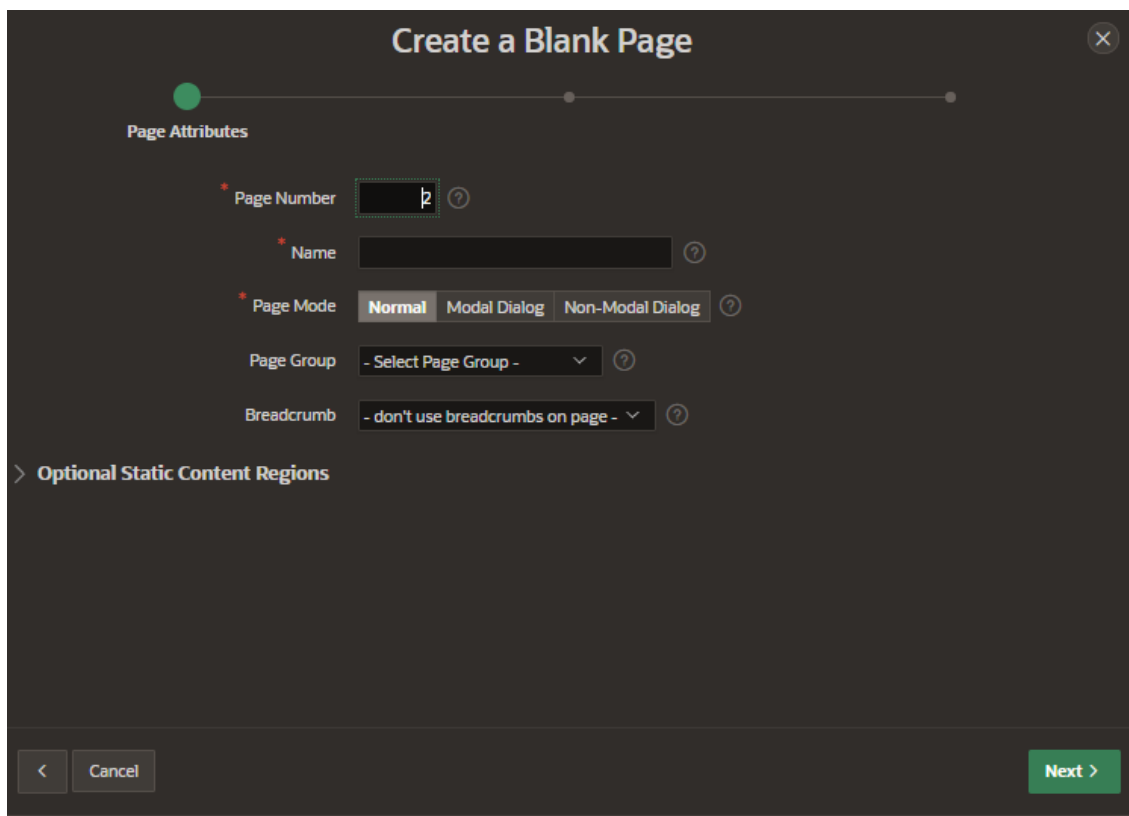 Create a Blank Page
Page Attributes
* Page Number 2
* Name
* Page Mode Normal Modal Dialog Non-Modal Dialog
Page Group - Select Page Group -
Breadcrumb - don't use breadcrumbs on page -
Optional Static Content Regions
Cancel Next